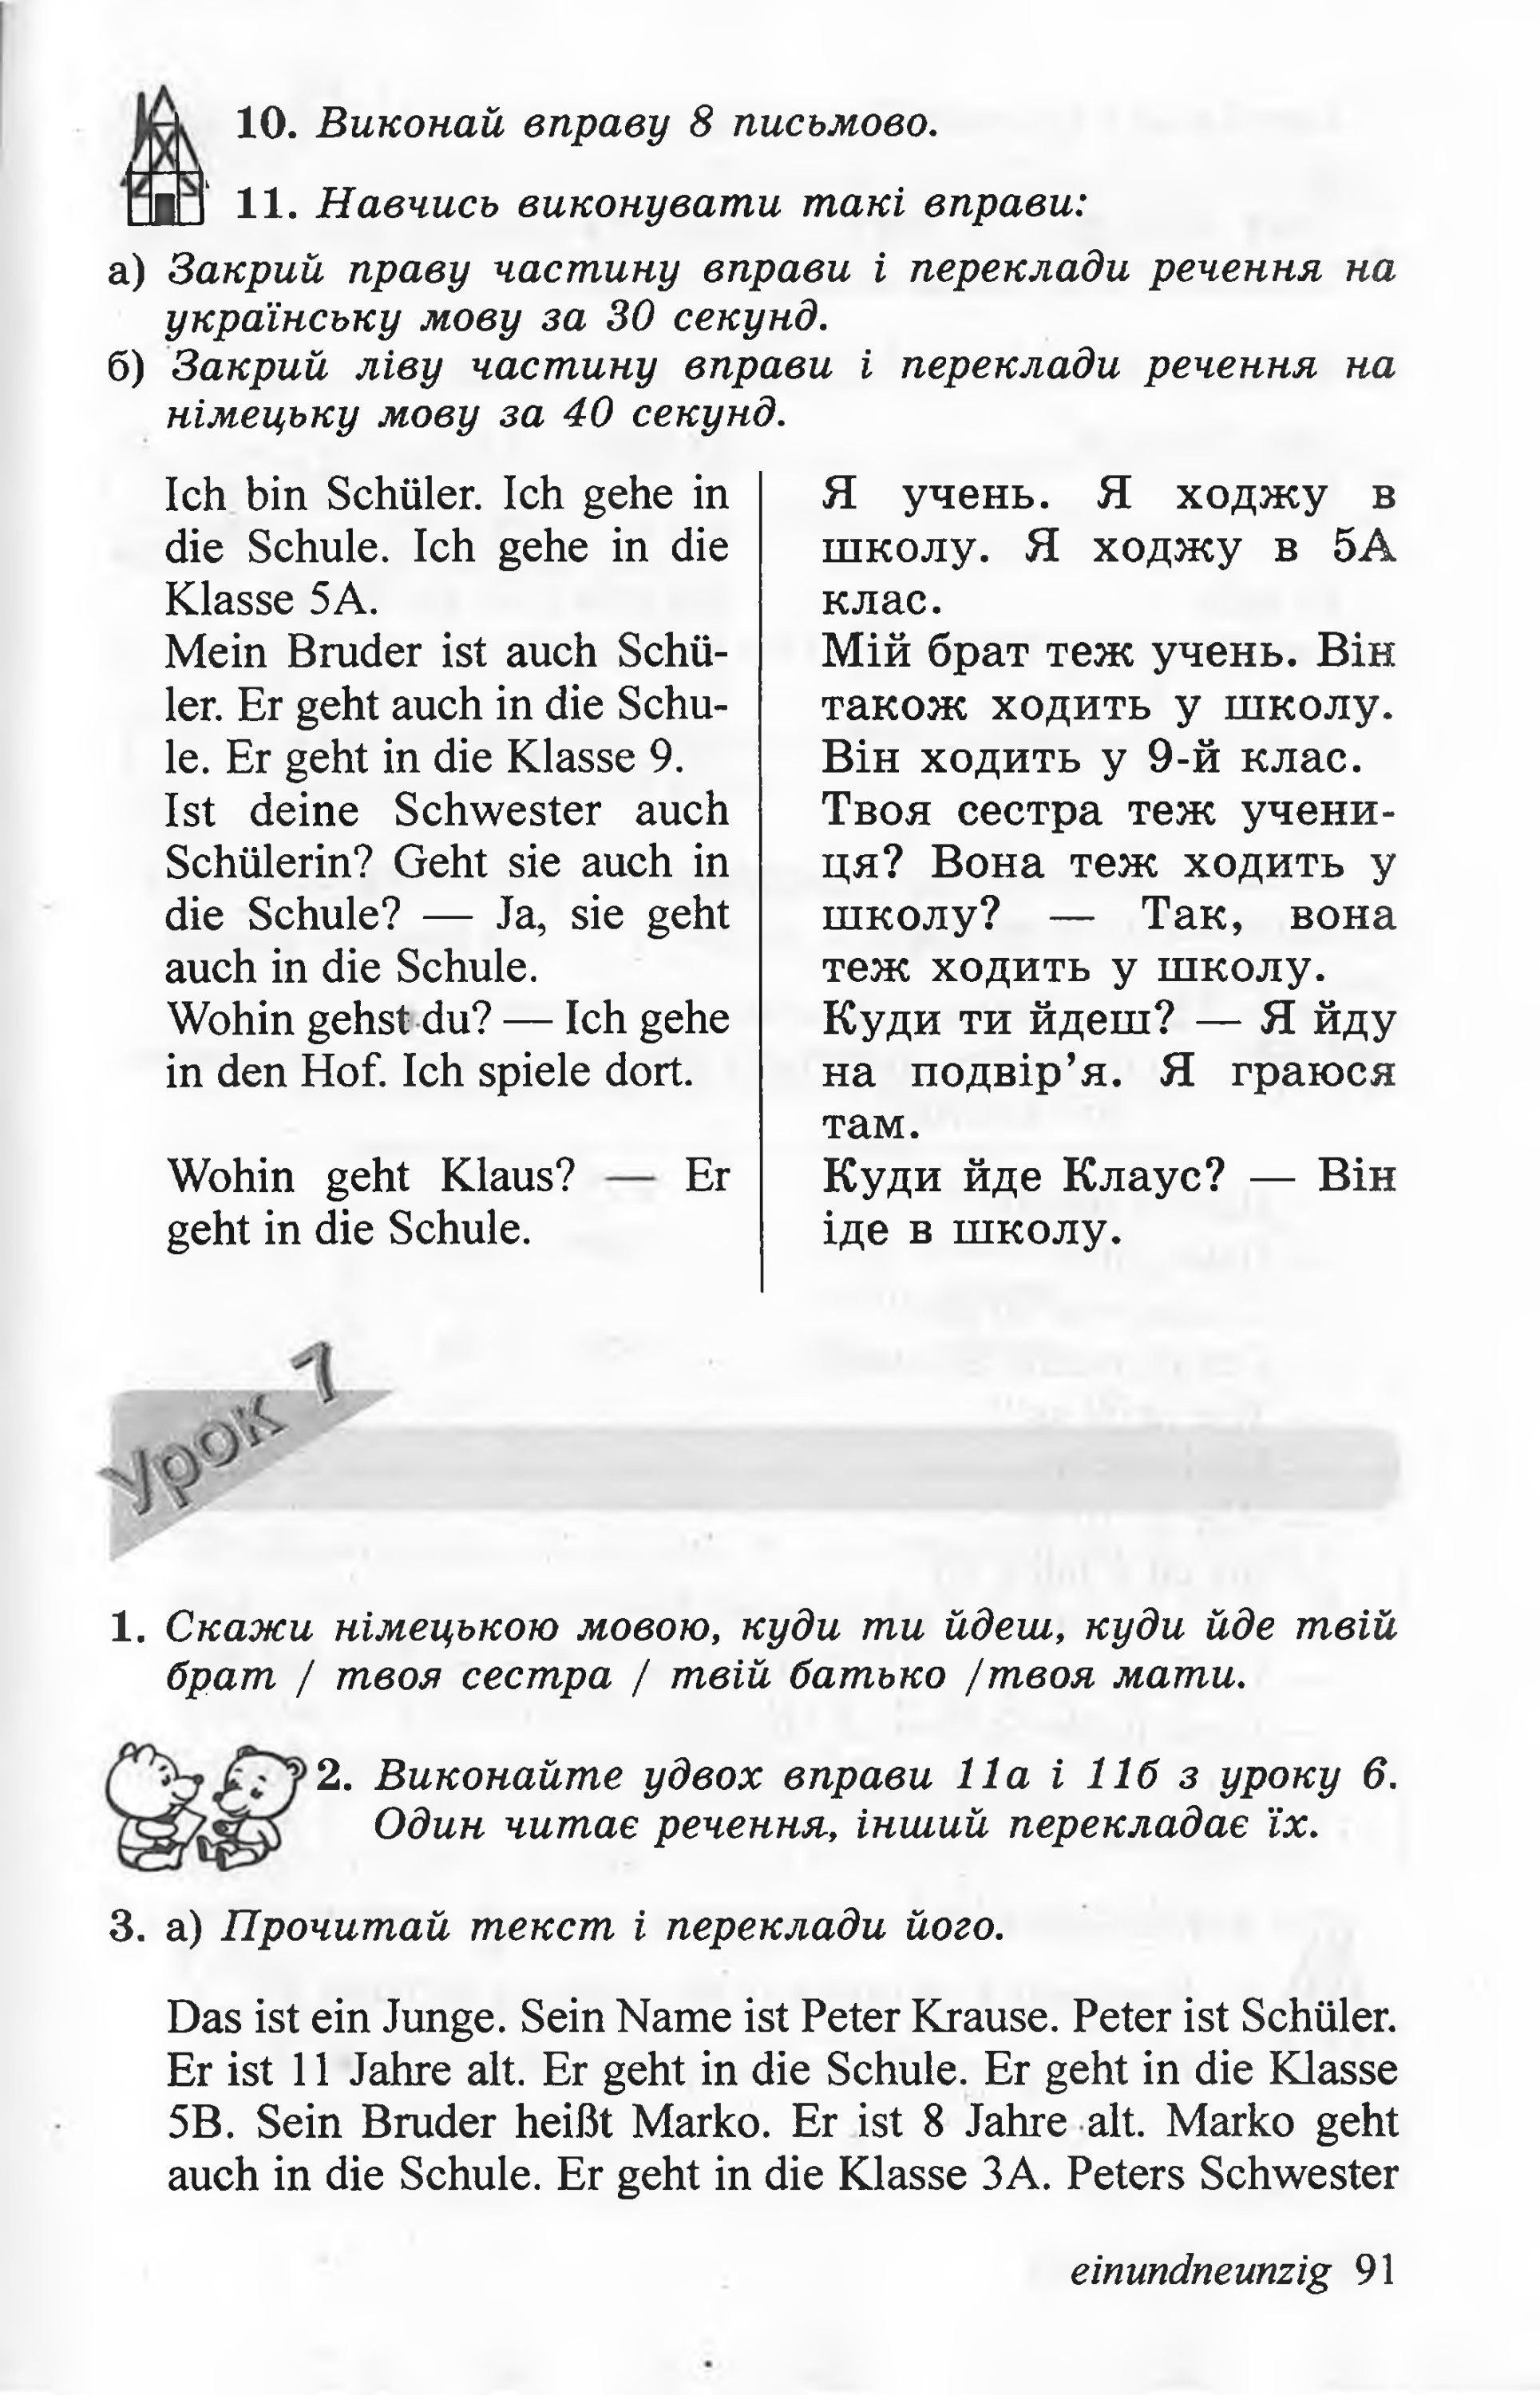 10. Виконай вправу 8 письмово.
11. Навчись виконувати такі вправи:
а) Закрий праву частину вправи і переклади речення на
українську мову за 30 секунд.
б) Закрий ліву частину вправи і переклади речення на
німецьку мову за 40 секунд.
Ich bin Schüler. Ich gehe in
die Schule. Ich gehe in die
Klasse 5A.
Mein Bruder ist auch Schü-
ler. Er geht auch in die Schu-
le. Er geht in die Klasse 9.
Ist deine Schwester auch
Schülerin? Geht sie auch in
die Schule? — Ja, sie geht
auch in die Schule.
Wohin gehst du? — Ich gehe
in den Hof. Ich spiele dort.
Wohin geht Klaus? — Er
geht in die Schule.
Я учень. Я ходжу в
школу. Я ходжу в 5А
клас.
Мій брат теж учень. Він
також ходить у школу.
Він ходить у 9-й клас.
Твоя сестра теж учени-
ця? Вона теж ходить у
школу? — Так, вона
теж ходить у школу.
Куди ти йдеш? — Я йду
на подвір’я. Я граюся
там.
Куди йде Клаус? — Він
іде в школу.
Урок 7
1. Скажи німецькою мовою, куди ти йдеш, куди йде твій
брат / твоя сестра / твій батько /твоя мати.
2. Виконайте удвох вправи 11а і 11б з уроку 6.
Один читає речення, інший перекладає їх.
3. а) Прочитай текст і переклади його.
Das ist ein Junge. Sein Name ist Peter Krause. Peter ist Schüler.
Er ist 11 Jahre alt. Er geht in die Schule. Er geht in die Klasse
5B. Sein Bruder heißt Marko. Er ist 8 Jahre alt. Marko geht
auch in die Schule. Er geht in die Klasse 3A. Peters Schwester
einundneunzig 91